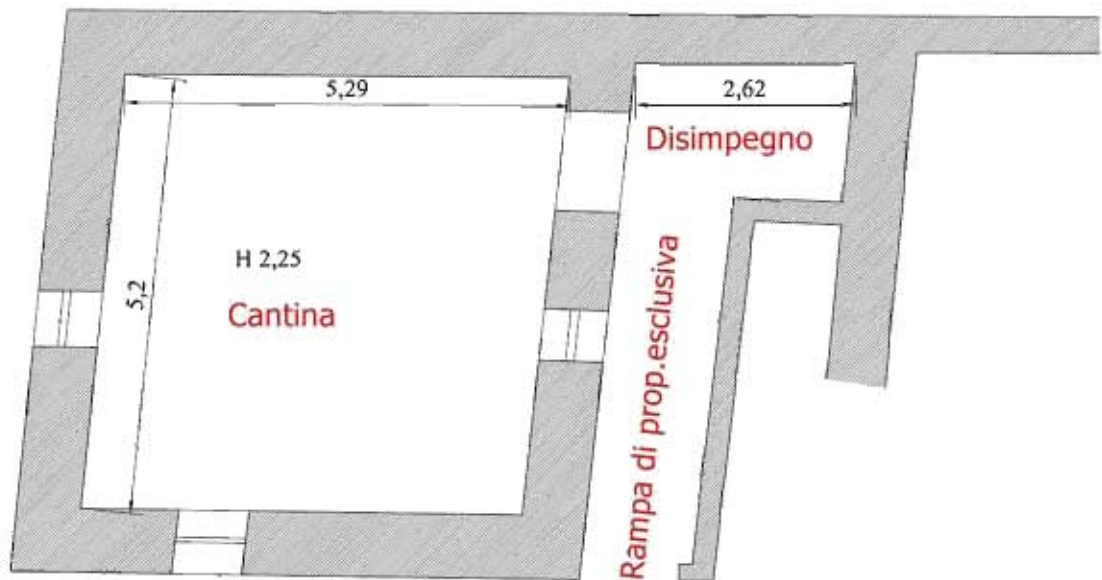 5,29
2,62
Disimpegno
H 2,25
5,2
Cantina
Rampa di prop.esclusiva